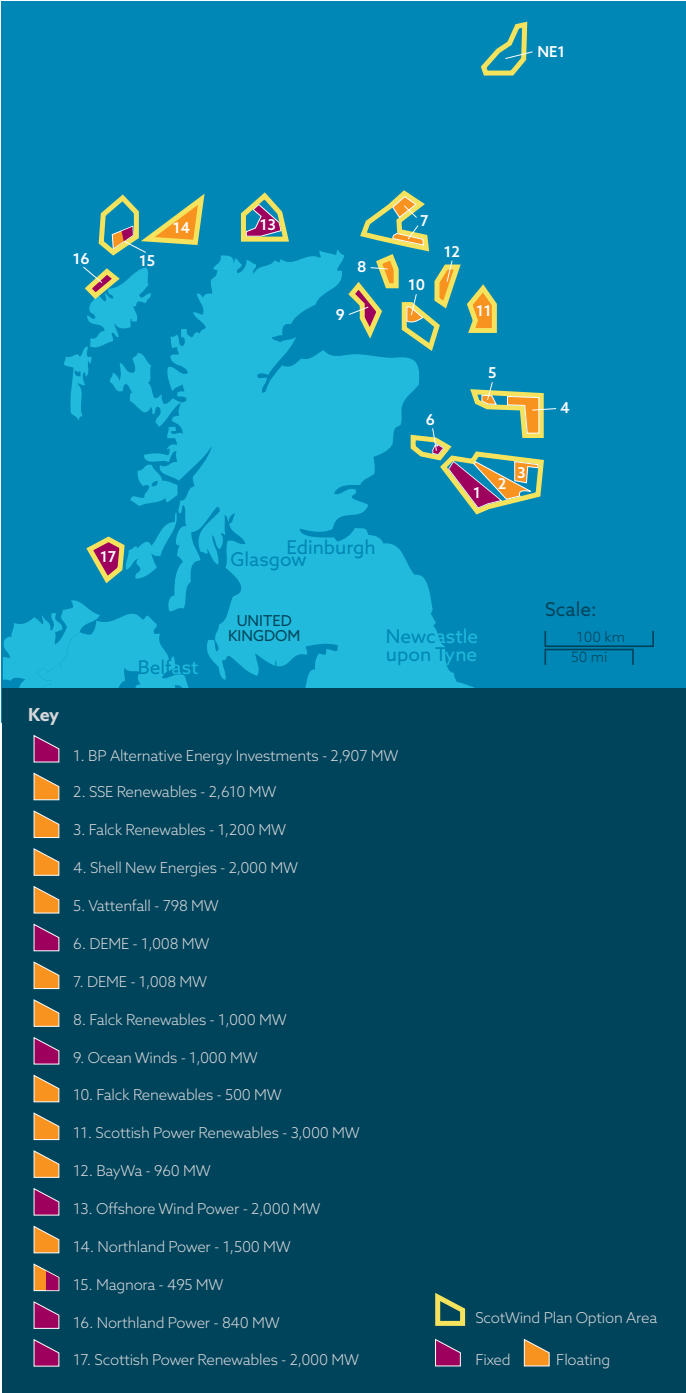 NE1
7
14
13
12
16
15
8
10
9
11
5
4
6
3
2
1
17
Edinburgh
Glasgow
Scale:
UNITED
KINGDOM
100 km
Newcastle
upon Tyne
50 mi
Belfast
Key
1. BP Alternative Energy Investments - 2,907 MW
2. SSE Renewables - 2,610 MW
3. Falck Renewables - 1,200 MW
4. Shell New Energies - 2,000 MW
5. Vattenfall - 798 MW
6. DEME - 1,008 MW
7. DEME - 1,008 MW
8. Falck Renewables - 1,000 MW
9. Ocean Winds - 1,000 MW
10. Falck Renewables - 500 MW
11. Scottish Power Renewables - 3,000 MW
12. BayWa - 960 MW
13. Offshore Wind Power - 2,000 MW
14. Northland Power - 1,500 MW
15. Magnora - 495 MW
16. Northland Power - 840 MW
17. Scottish Power Renewables - 2,000 MW
ScotWind Plan Option Area
Fixed
Floating